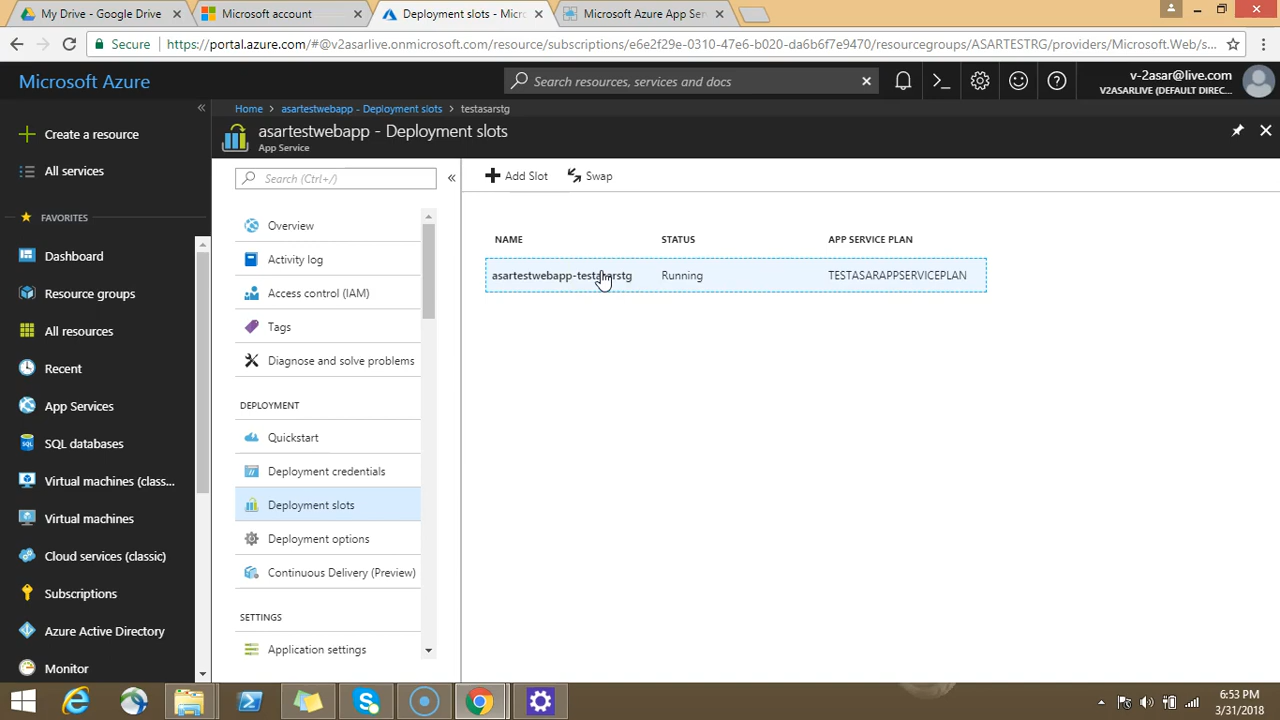 My Drive - Google Drive
Microsoft account
Deployment slots - Micr
Microsoft Azure App Serv
Secure
https://portal.azure.com/#@v2asarlive.onmicrosoft.com/resource/subscriptions/e6e2f29e-0310-47e6-b020-da6b6f7e9470/resourcegroups/ASARTESTRG/providers/Microsoft.Web/s...
Microsoft Azure
Search resources, services and docs
v-2asar@live.com
V2ASARLIVE (DEFAULT DIREC...
Create a resource
All services
FAVORITES
Dashboard
Resource groups
All resources
Recent
App Services
SQL databases
Virtual machines (class...
Virtual machines
Cloud services (classic)
Subscriptions
Azure Active Directory
Monitor
Home > asartestwebapp - Deployment slots > testasarstg
asartestwebapp - Deployment slots
App Service
Search (Ctrl+/)
Overview
Activity log
Access control (IAM)
Tags
Diagnose and solve problems
DEPLOYMENT
Quickstart
Deployment credentials
Deployment slots
Deployment options
Continuous Delivery (Preview)
SETTINGS
Application settings
Add Slot
Swap
NAME STATUS APP SERVICE PLAN
asartestwebapp-testasarstg Running TESTASARAPPSERVICEPLAN
6:53 PM
3/31/2018